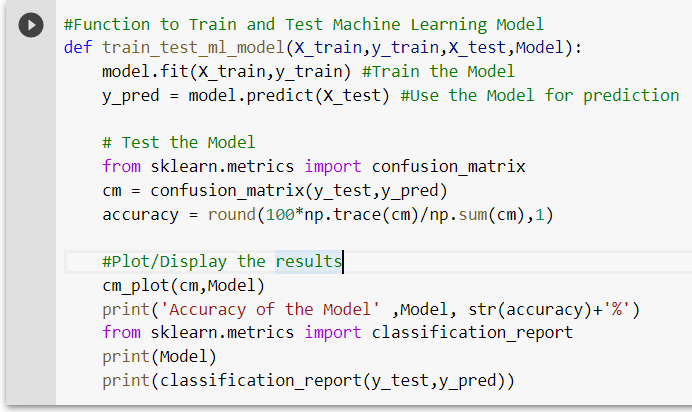 #Function to Train and Test Machine Learning Model
def train_test_ml_model(X_train,y_train,X_test,Model):
    model.fit(X_train,y_train) #Train the Model
    y_pred = model.predict(X_test) #Use the Model for prediction

    # Test the Model
    from sklearn.metrics import confusion_matrix
    cm = confusion_matrix(y_test,y_pred)
    accuracy = round(100*np.trace(cm)/np.sum(cm),1)

    #Plot/Display the results
    cm_plot(cm,Model)
    print('Accuracy of the Model' ,Model, str(accuracy)+'%')
    from sklearn.metrics import classification_report
    print(Model)
    print(classification_report(y_test,y_pred))